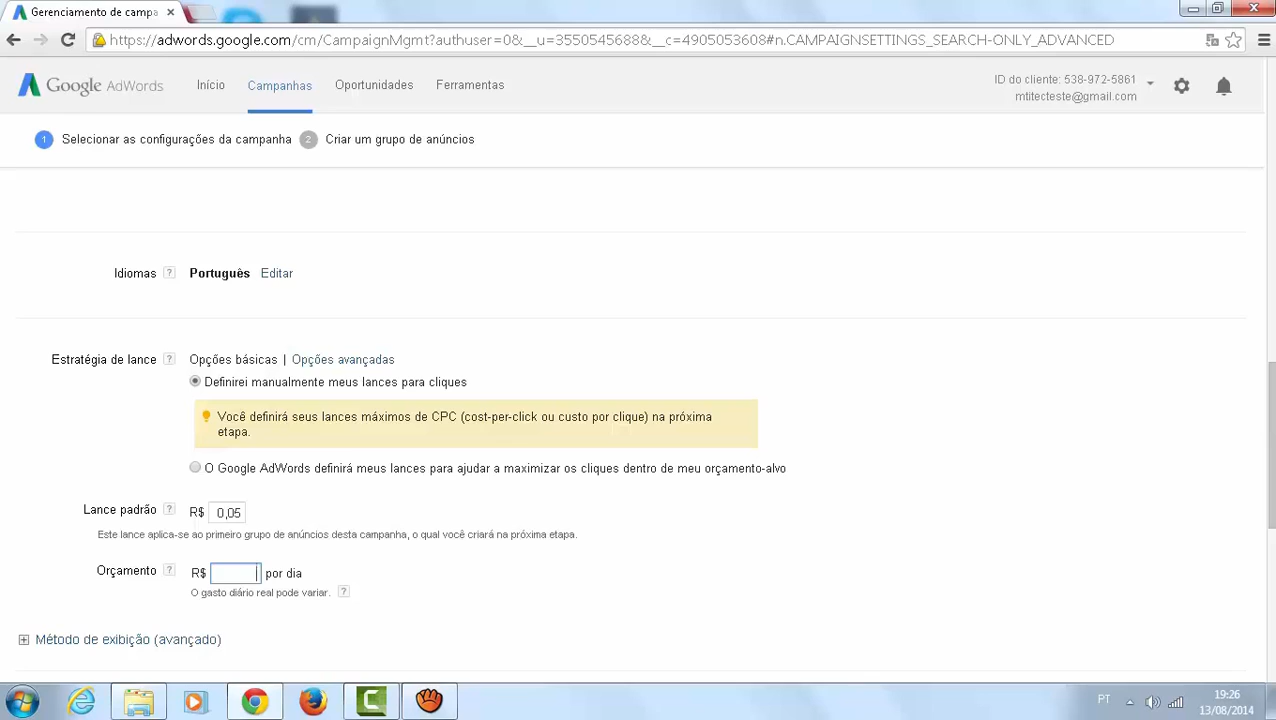 Gerenciamento de campa
https://adwords.google.com/cm/CampaignMgmt?authuser=0&__u=35505456888&__c=4905053608#n.CAMPAIGNSETTINGS_SEARCH-ONLY_ADVANCED
Google AdWords
Início
Campanhas
Oportunidades
Ferramentas
ID do cliente: 538-972-5861
mtitecteste@gmail.com
1 Selecionar as configurações da campanha
2 Criar um grupo de anúncios
Idiomas ? Português Editar
Estratégia de lance ? Opções básicas | Opções avançadas
Definirei manualmente meus lances para cliques
Você definirá seus lances máximos de CPC (cost-per-click ou custo por clique) na próxima
etapa.
O Google AdWords definirá meus lances para ajudar a maximizar os cliques dentro de meu orçamento-alvo
Lance padrão ? R$ 0,05
Este lance aplica-se ao primeiro grupo de anúncios desta campanha, o qual você criará na próxima etapa.
Orçamento ? R$ por dia
O gasto diário real pode variar. ?
Método de exibição (avançado)
PT
19:26
13/08/2014